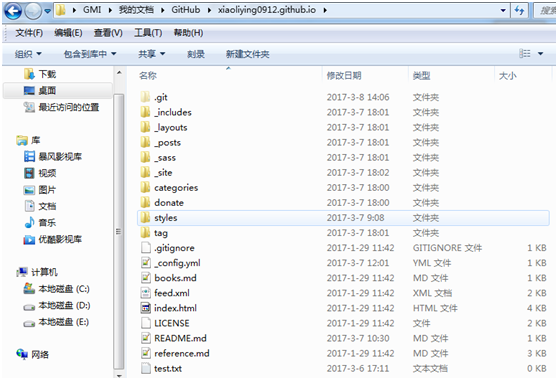 GMI ▸ 我的文档 ▸ GitHub ▸ xiaoliying0912.github.io ▸
文件(F) 编辑(E) 查看(V) 工具(T) 帮助(H)
组织 包含到库中 共享 刻录 新建文件夹
名称 修改日期 类型 大小
下载
桌面
最近访问的位置
库
暴风影视库
视频
图片
文档
音乐
优酷影视库
计算机
本地磁盘 (C:)
本地磁盘 (D:)
本地磁盘 (E:)
网络
.git 2017-3-8 14:06 文件夹
_includes 2017-3-7 18:01 文件夹
_layouts 2017-3-7 18:01 文件夹
_posts 2017-3-7 18:01 文件夹
_sass 2017-3-7 18:01 文件夹
_site 2017-3-7 18:02 文件夹
categories 2017-3-7 18:00 文件夹
donate 2017-3-7 18:00 文件夹
styles 2017-3-7 9:08 文件夹
tag 2017-3-7 18:01 文件夹
.gitignore 2017-1-29 11:42 GITIGNORE 文件 1 KB
_config.yml 2017-3-7 12:01 YML 文件 1 KB
books.md 2017-1-29 11:42 MD 文件 1 KB
feed.xml 2017-1-29 11:42 XML 文档 2 KB
index.html 2017-1-29 11:42 HTML 文件 4 KB
LICENSE 2017-1-29 11:42 文件 2 KB
README.md 2017-3-7 10:30 MD 文件 1 KB
reference.md 2017-1-29 11:42 MD 文件 3 KB
test.txt 2017-3-6 17:11 文本文档 0 KB